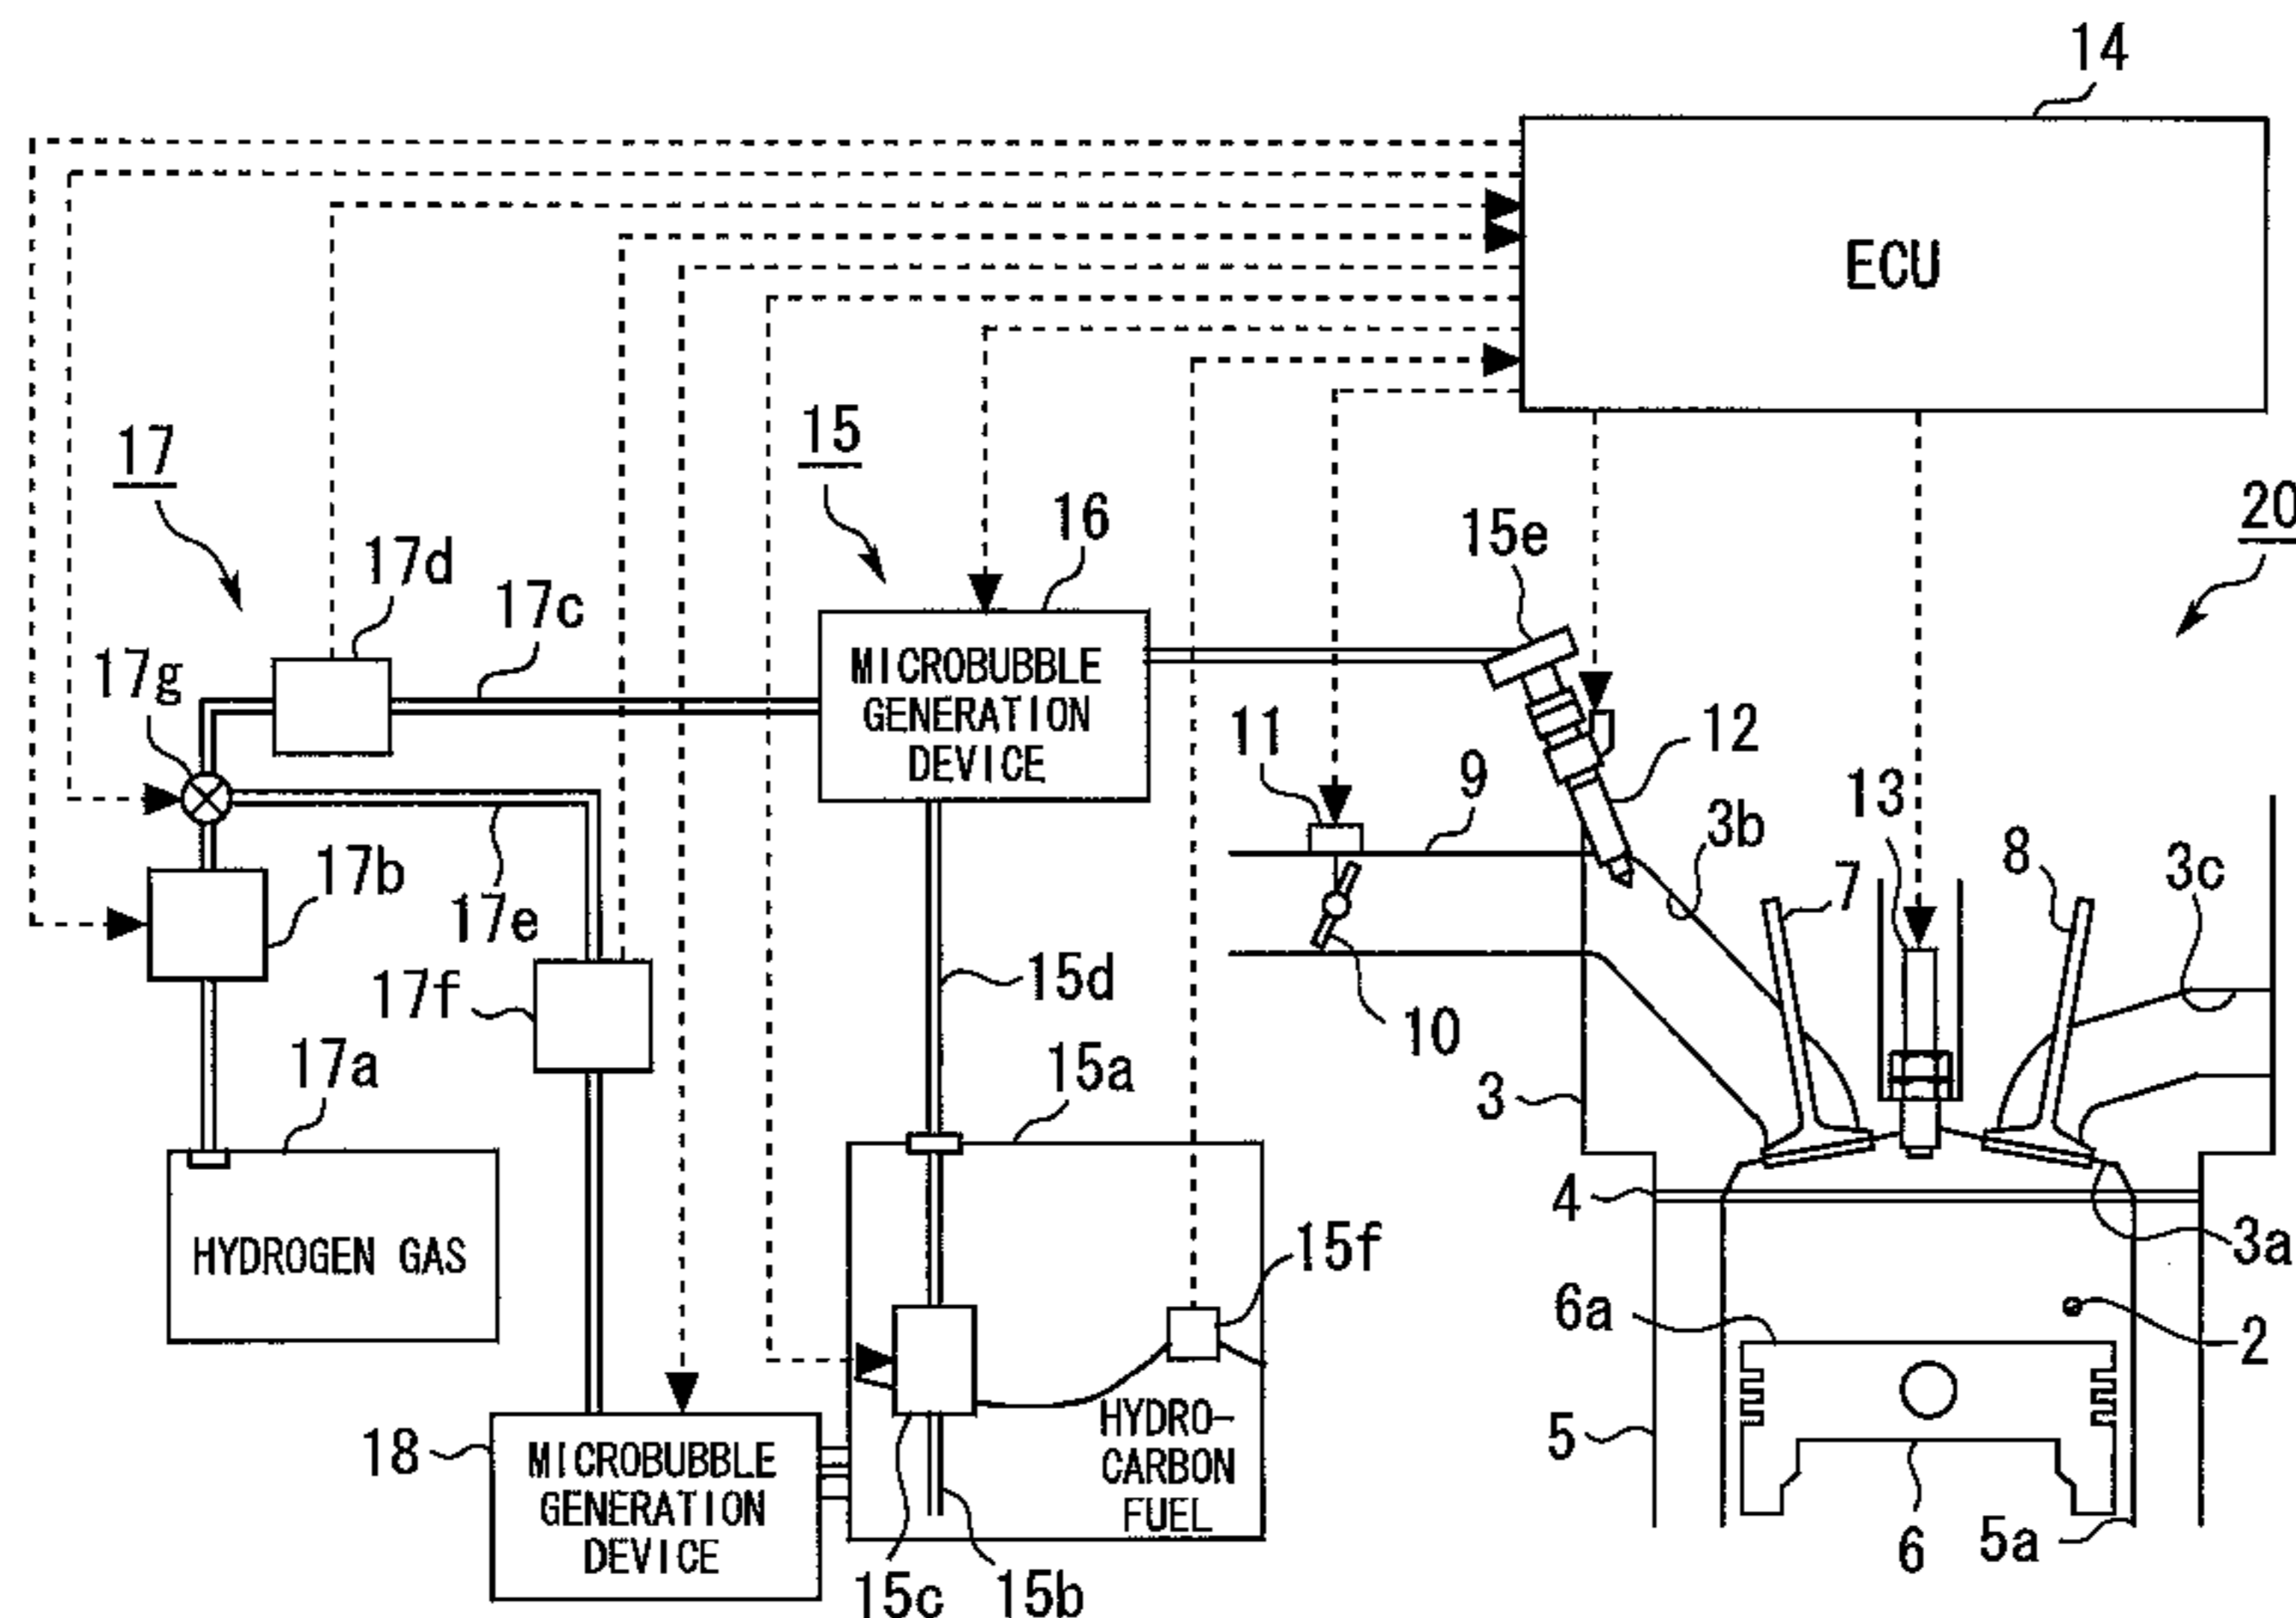 14
ECU
17
15
16
15e
20
17d
17c
17g
MICROBUBBLE
GENERATION
DEVICE
11
9
12
13
3b
7
8
3c
17b
17e
17f
15d
10
17a
15a
3
HYDROGEN GAS
4
15f
3a
6a
2
18
MICROBUBBLE
GENERATION
DEVICE
HYDRO-
CARBON
FUEL
5
15c
15b
6
5a